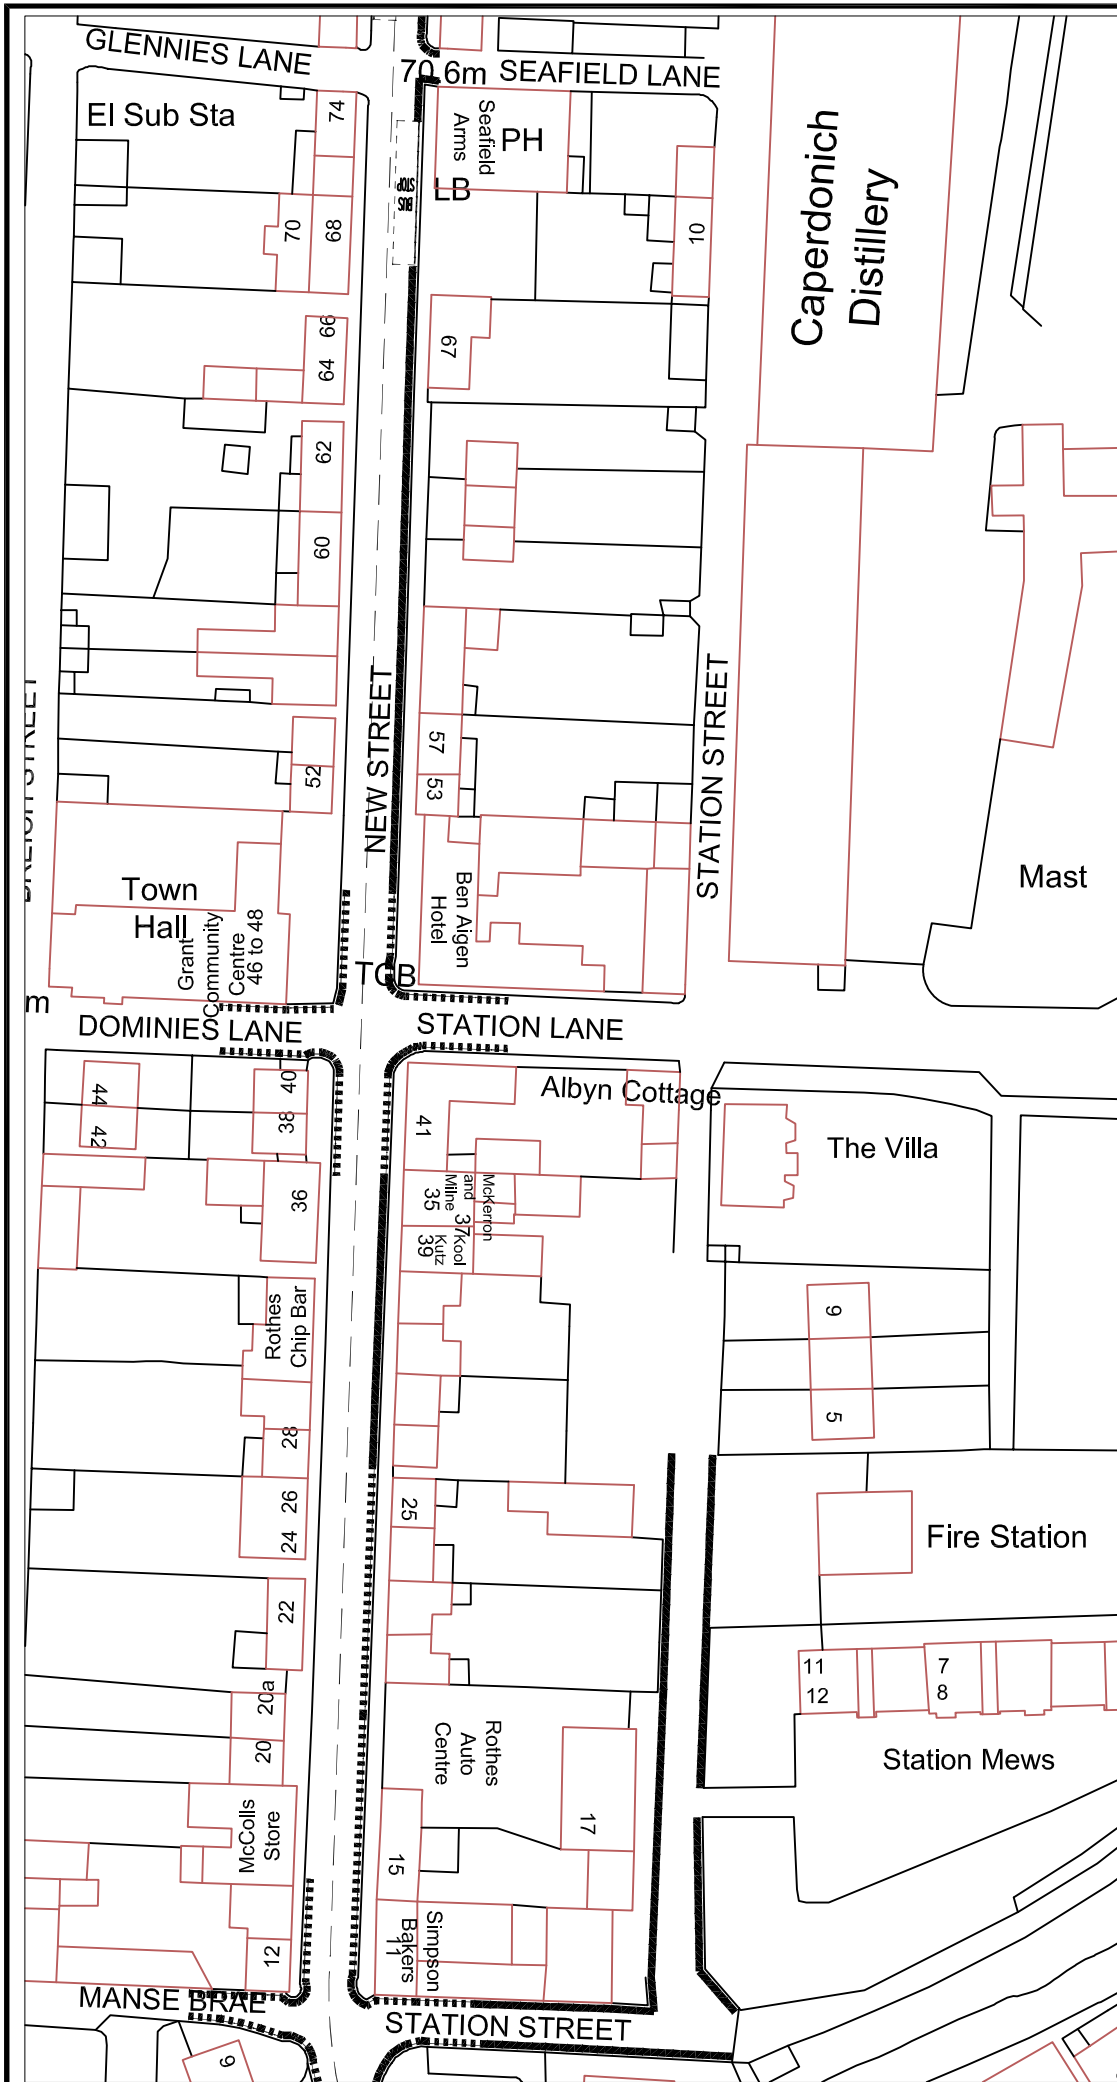 GLENNIES LANE
70.6m
SEAFIELD LANE
El Sub Sta
74
Seafield
Arms
PH
LB
BUS
STOP
70
68
10
Caperdonich
Distillery
66
64
67
62
60
NEW STREET
STATION STREET
57
53
52
Mast
Town
Hall
Grant
Community
Centre
46 to 48
Ben Aigen
Hotel
TCB
m
DOMINIES LANE
STATION LANE
Albyn Cottage
The Villa
44
42
40
38
41
36
McKerron
and
Milne
35
37
Kool
Kutz
39
Rothes
Chip Bar
9
5
28
26
24
25
Fire Station
22
11
12
7
8
20a
20
Station Mews
Rothes
Auto
Centre
McColls
Store
17
15
Simpson
Bakers
11
12
MANSE BRAE
STATION STREET
9